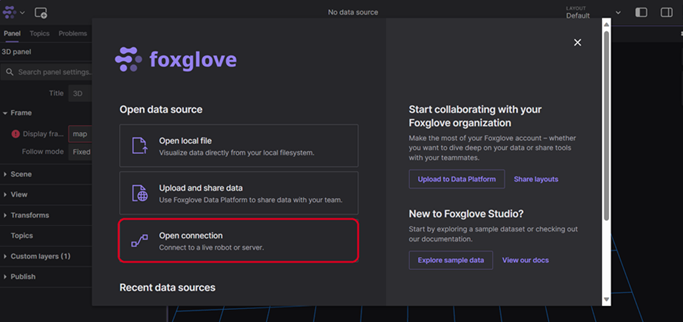 No data source
LAYOUT
Default
Panel
Topics
Problems
3D panel
Search panel settings...
Title
3D
Frame
Display fra...
map
Follow mode
Fixed
Scene
View
Transforms
Topics
Custom layers (1)
Publish
foxglove
Open data source
Open local file
Visualize data directly from your local filesystem.
Upload and share data
Use Foxglove Data Platform to share data with your team.
Open connection
Connect to a live robot or server.
Recent data sources
Start collaborating with your
Foxglove organization
Make the most of your Foxglove account – whether
you want to dive deep on your data or share tools
with your teammates.
Upload to Data Platform
Share layouts
New to Foxglove Studio?
Start by exploring a sample dataset or checking out
our documentation.
Explore sample data
View our docs